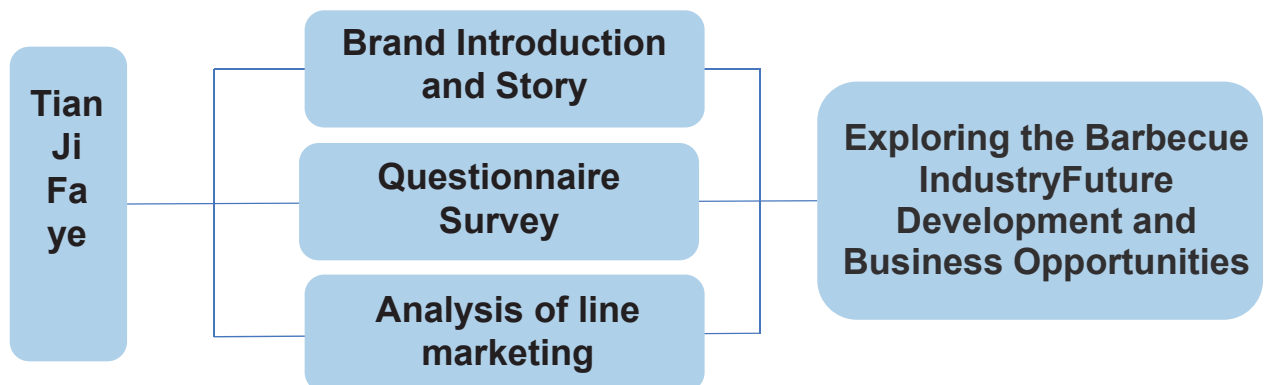 Tian
Ji
Fa
ye
Brand Introduction
and Story
Questionnaire
Survey
Analysis of line
marketing
Exploring the Barbecue
IndustryFuture
Development and
Business Opportunities